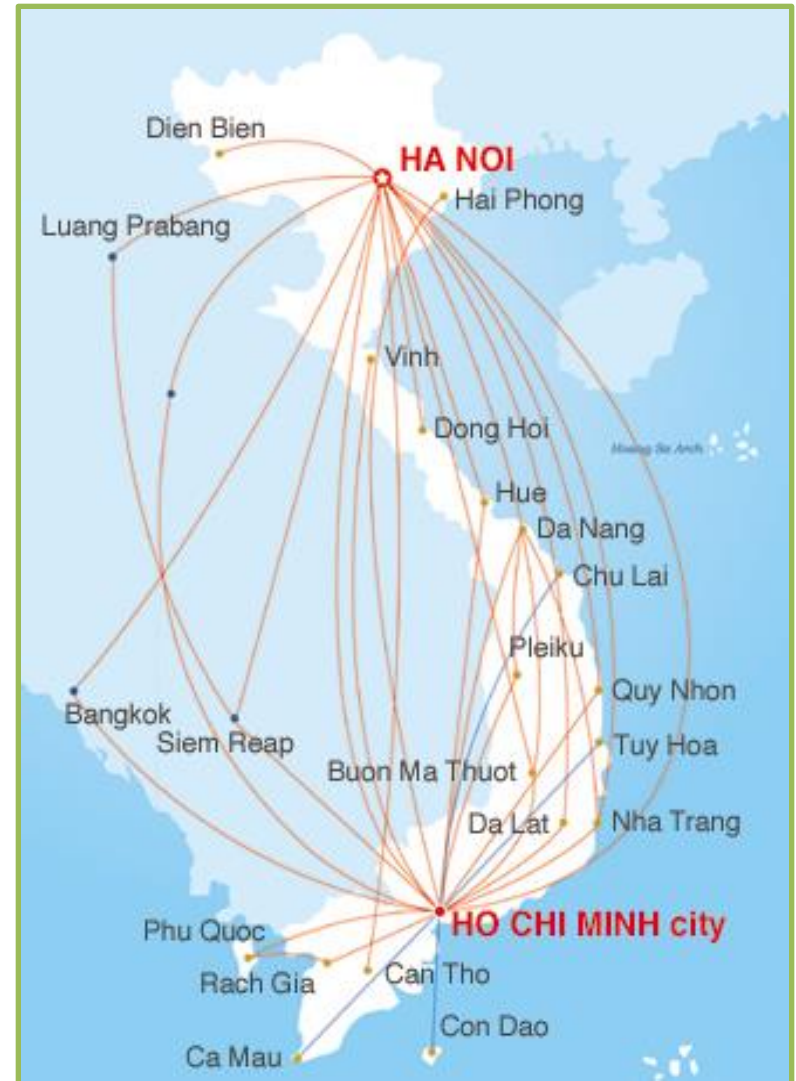 Dien Bien
HA NOI
Hai Phong
Luang Prabang
Vinh
Dong Hoi
Hue
Da Nang
Chu Lai
Pleiku
Quy Nhon
Bangkok
Siem Reap
Tuy Hoa
Buon Ma Thuot
Da Lat
Nha Trang
HO CHI MINH city
Phu Quoc
Rach Gia
Can Tho
Con Dao
Ca Mau